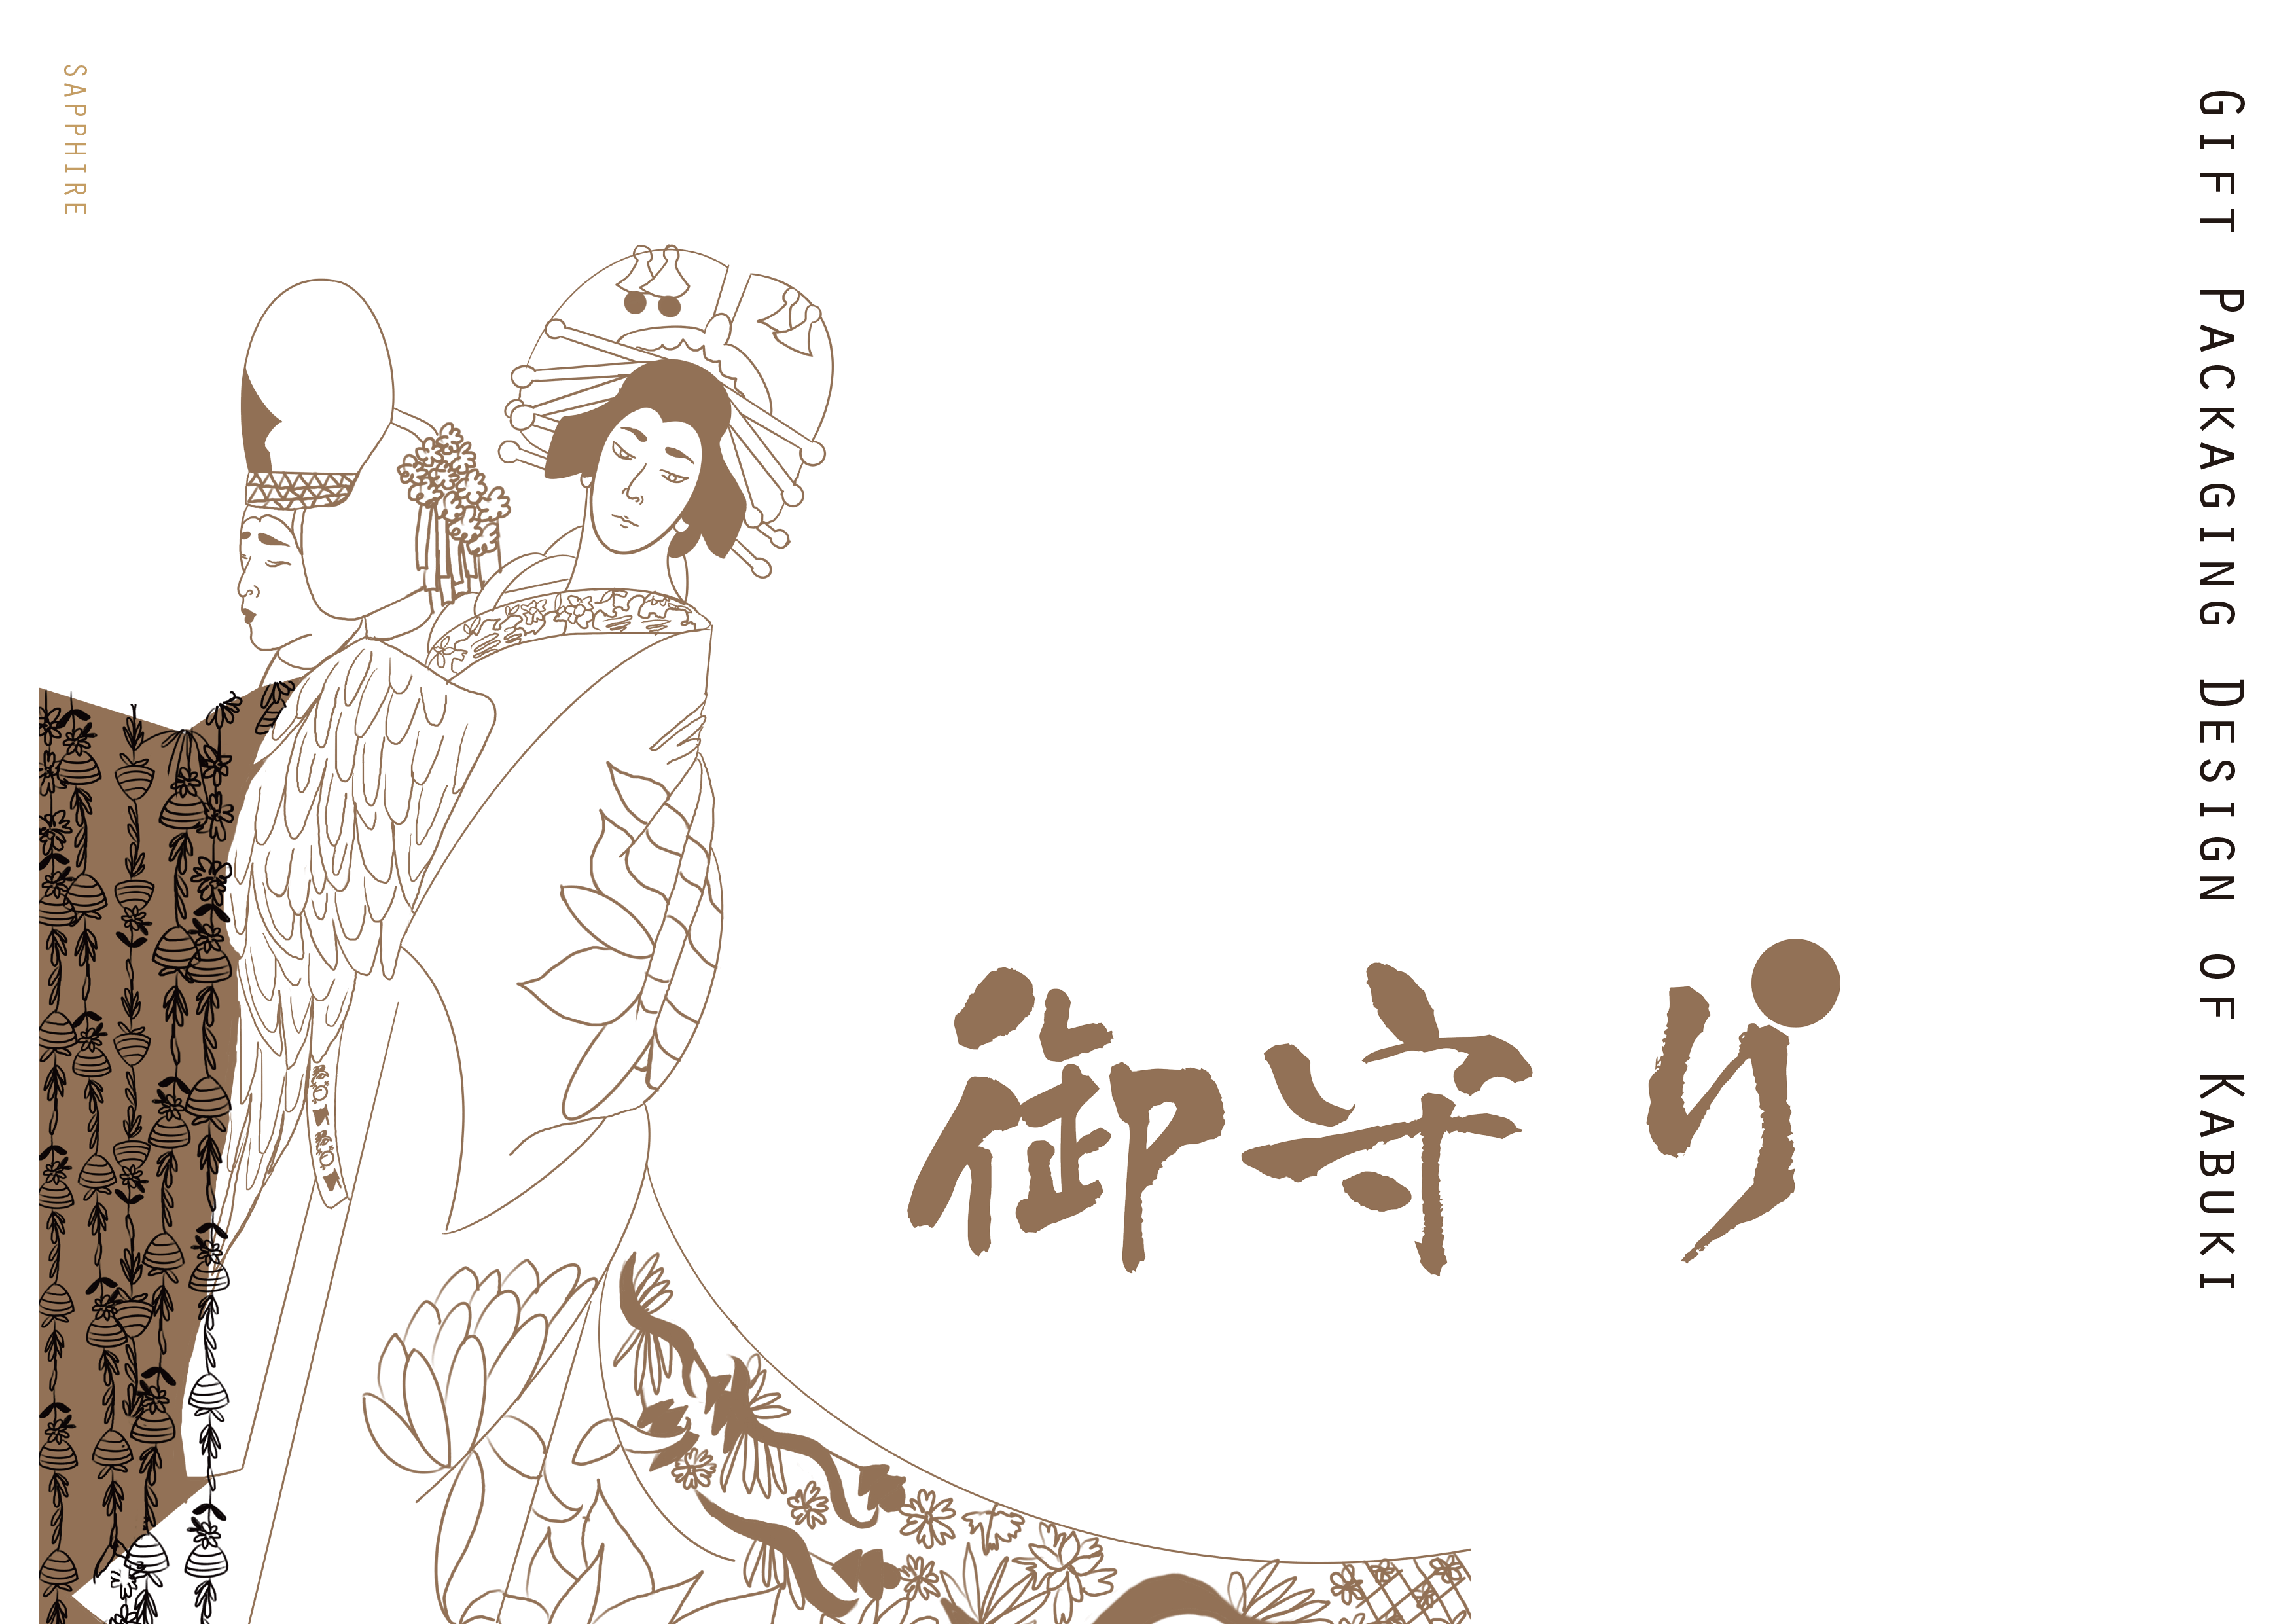 SAPPHIRE
御守り
GIFT PACKAGING DESIGN OF KABUKI